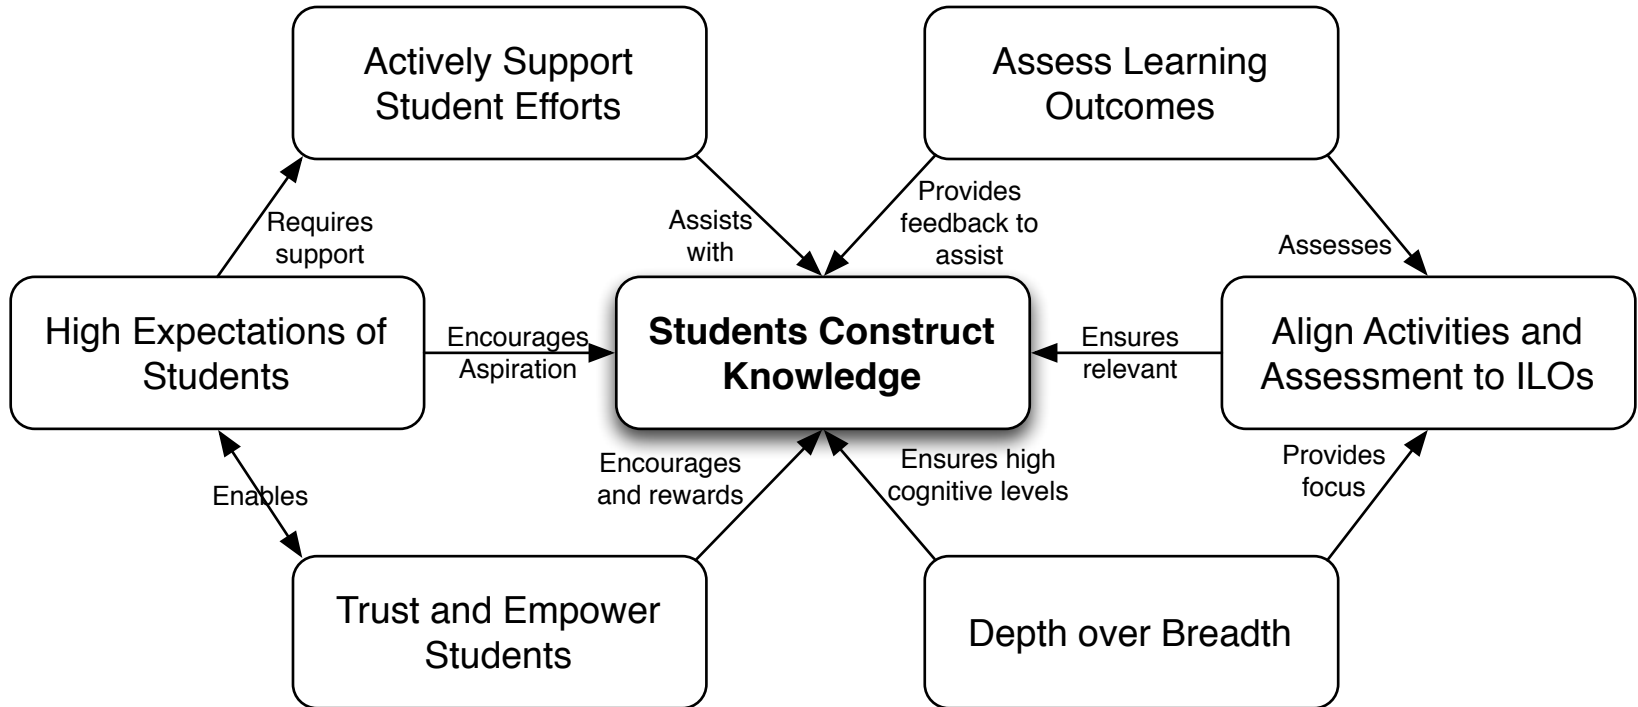 Actively Support
Student Efforts
Assess Learning
Outcomes
Requires
support
Assists
with
Provides
feedback to
assist
Assesses
High Expectations of
Students
Encourages
Aspiration
Students Construct
Knowledge
Ensures
relevant
Align Activities and
Assessment to ILOs
Enables
Encourages
and rewards
Ensures high
cognitive levels
Provides
focus
Trust and Empower
Students
Depth over Breadth